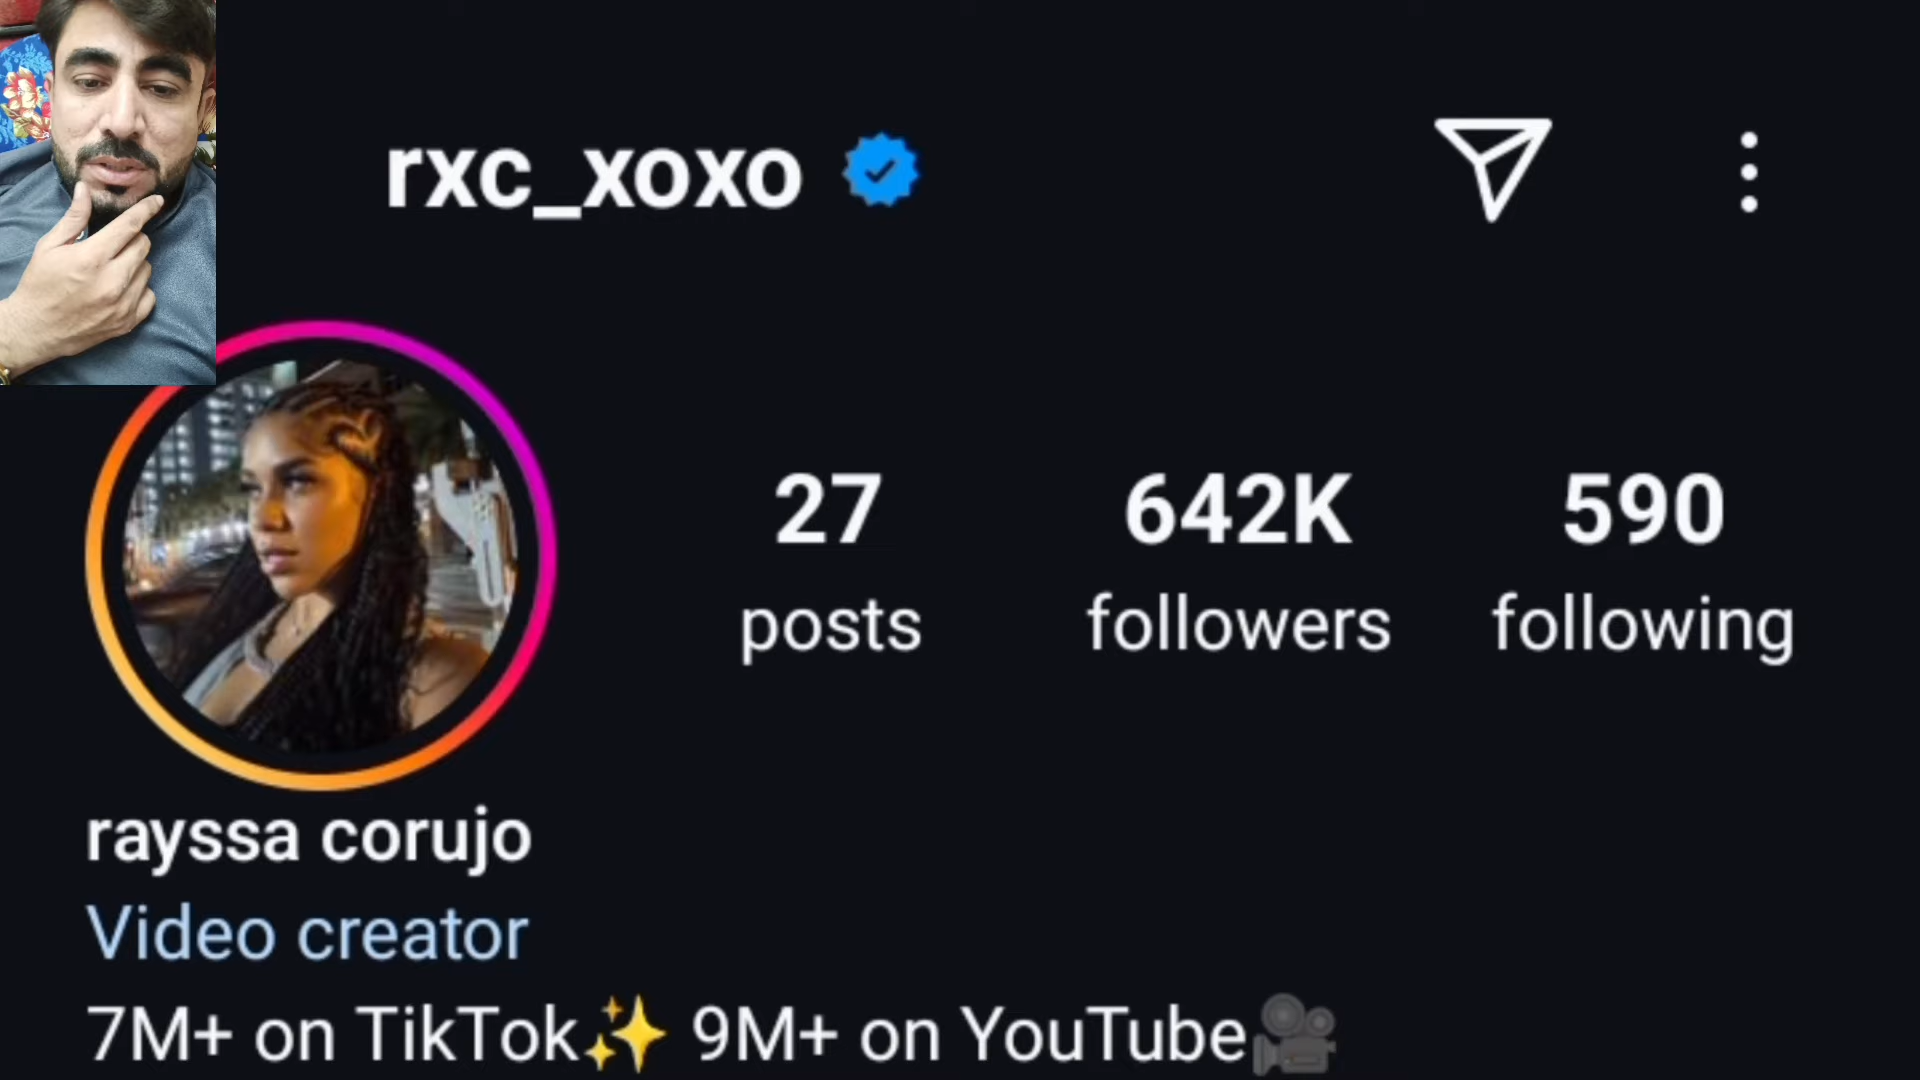 rxc_xoxo
27 642K 590
posts followers following
rayssa corujo
Video creator
7M+ on TikTok✨ 9M+ on YouTube🎥